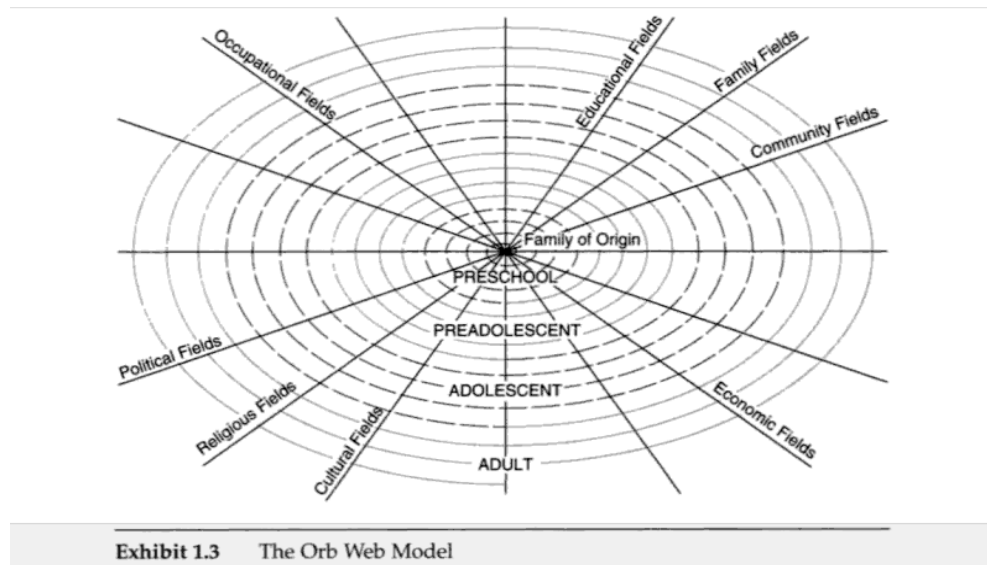 Occupational Fields
Educational Fields
Family Fields
Community Fields
Family of Origin
PRESCHOOL
PREADOLESCENT
Political Fields
ADOLESCENT
Religious Fields
Economic Fields
Cultural Fields
ADULT
Exhibit 1.3 The Orb Web Model